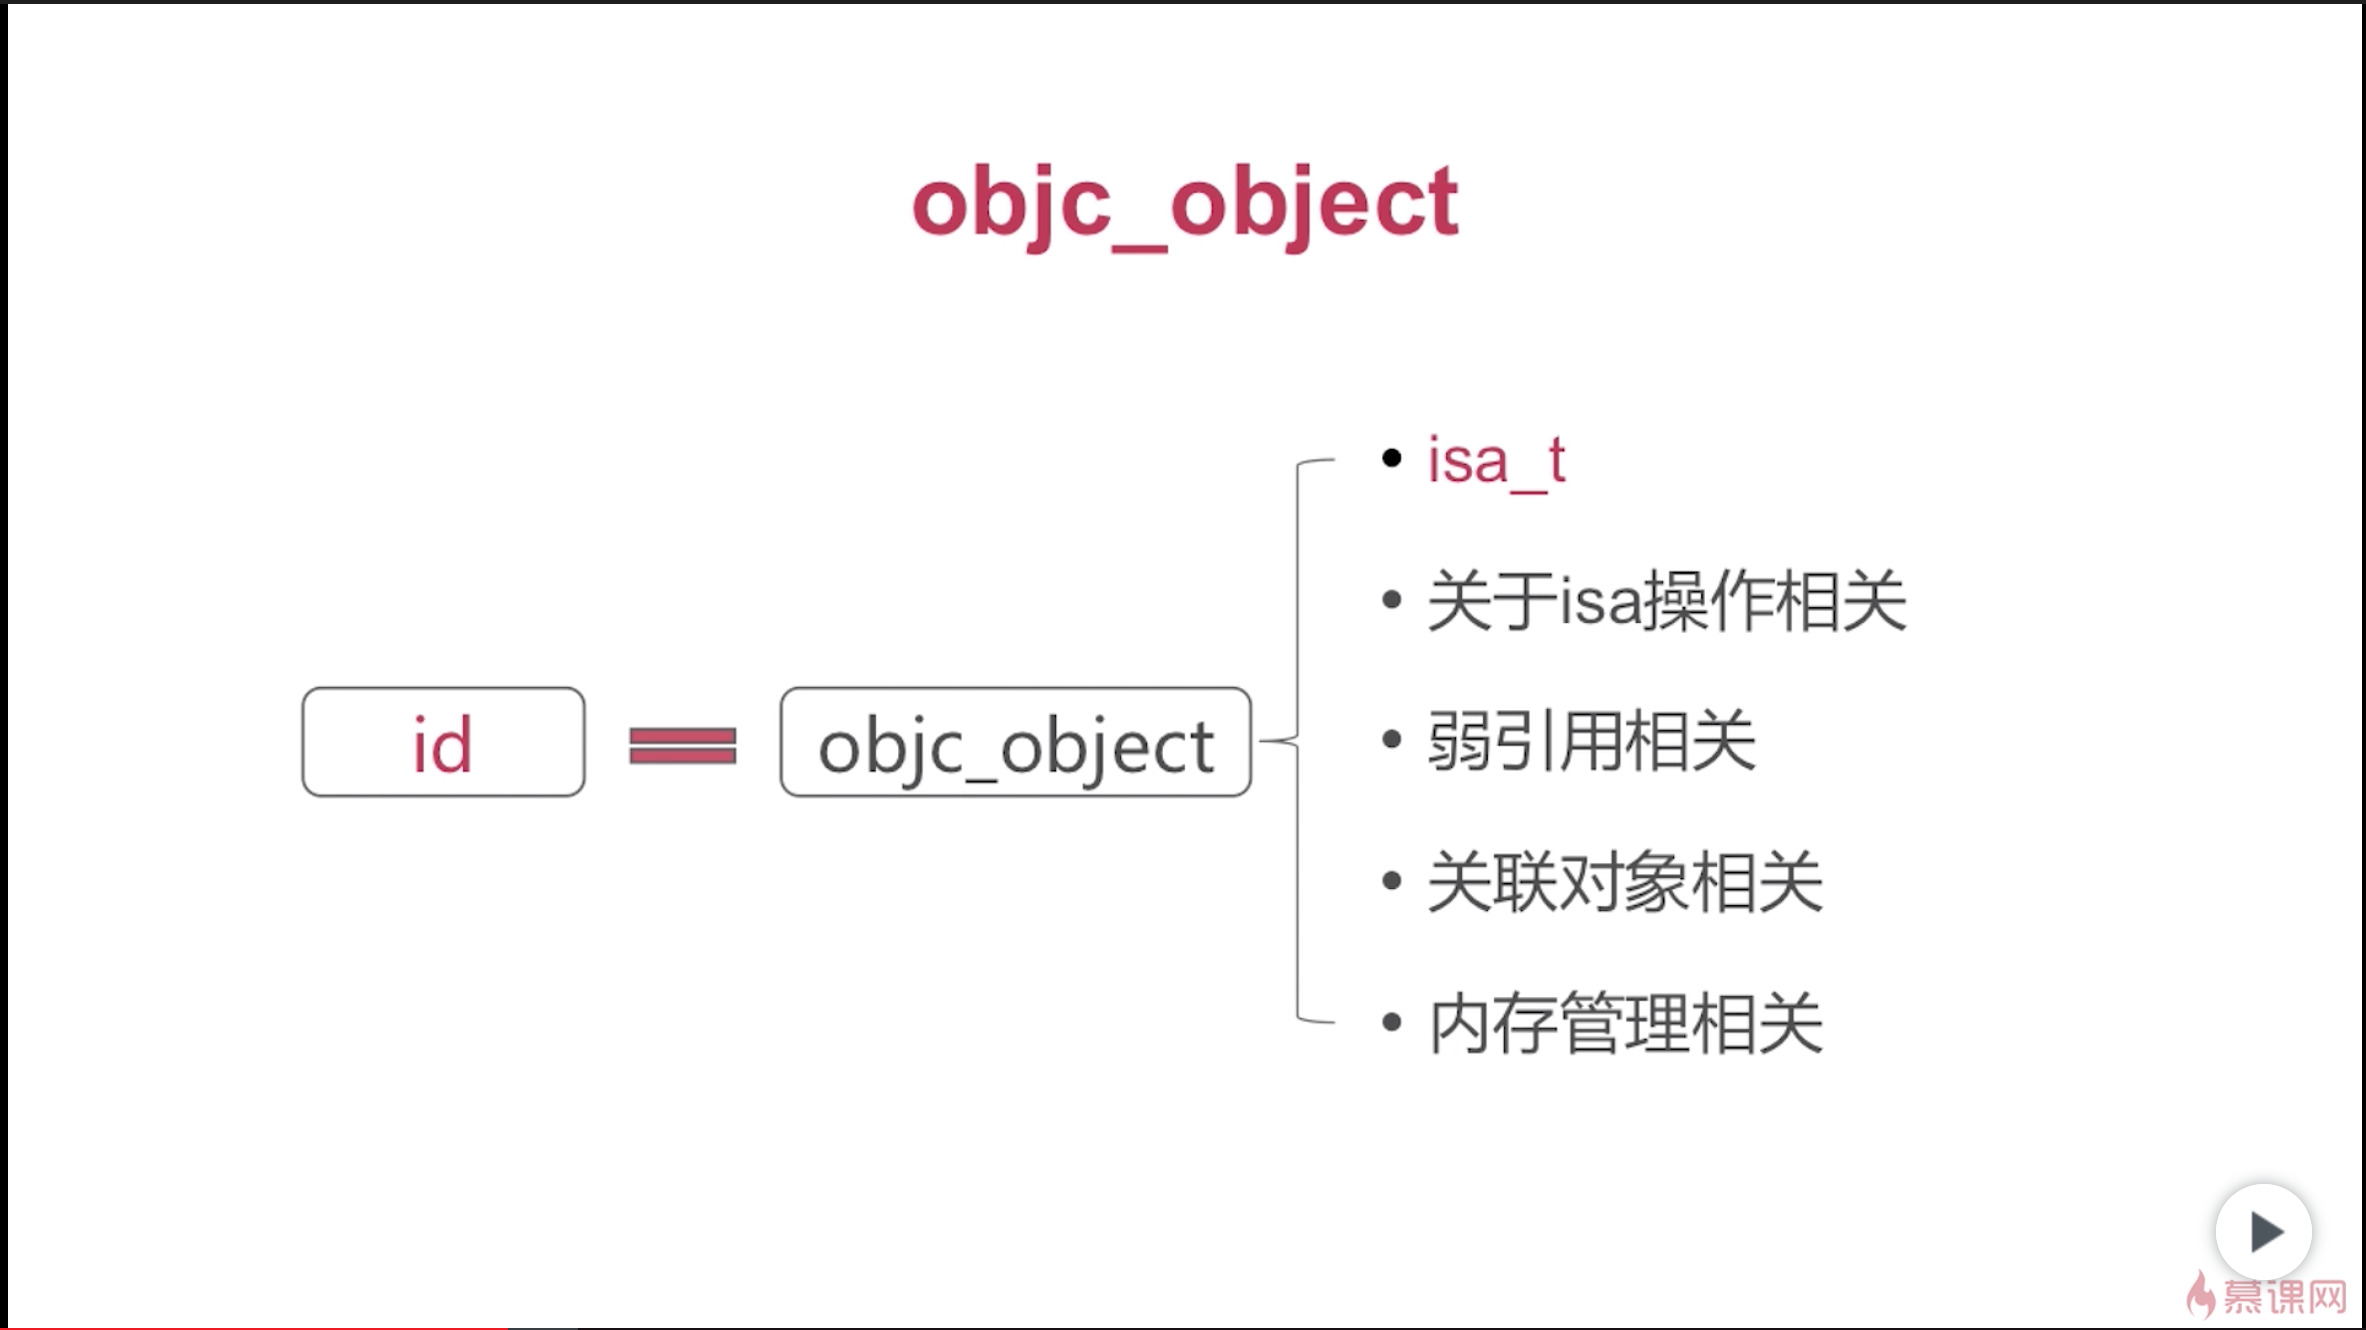 objc_object
id
objc_object
isa_t
关于isa操作相关
弱引用相关
关联对象相关
内存管理相关
慕课网